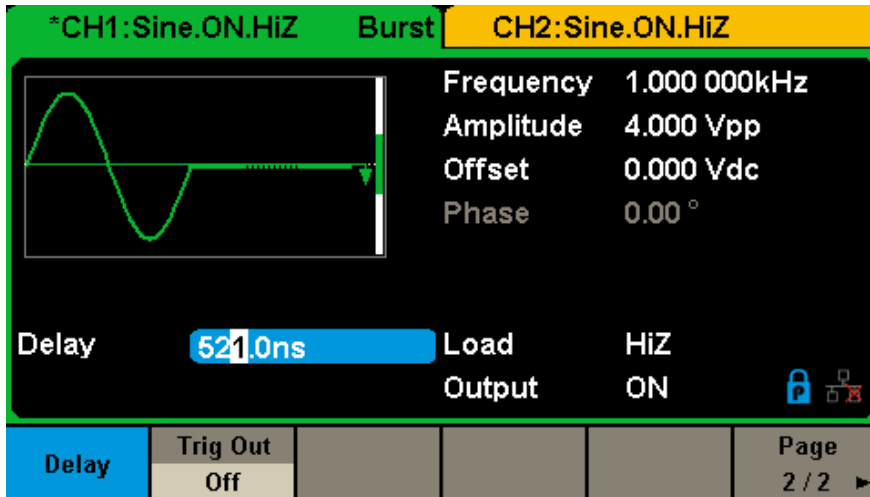 *CH1:Sine.ON.HiZ Burst CH2:Sine.ON.HiZ
Frequency 1.000 000kHz
Amplitude 4.000 Vpp
Offset 0.000 Vdc
Phase 0.00 °
Delay 521.0ns Load HiZ
Output ON P
Delay Trig Out Off Page 2 / 2 ►